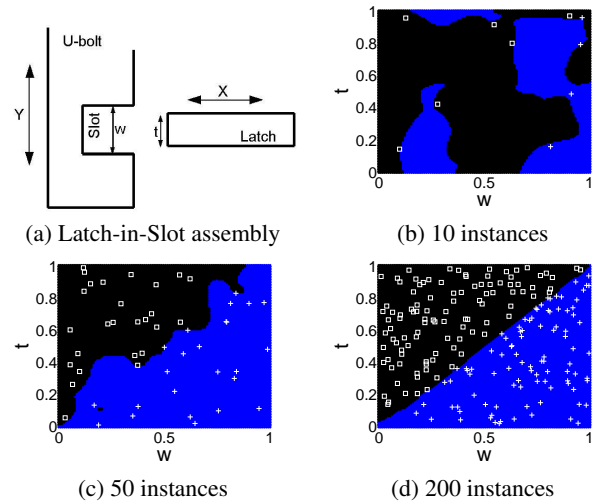 U-bolt
Y
Slot
w
X
t
Latch
(a) Latch-in-Slot assembly
1
0.8
0.6
0.4
0.2
0
t
0
0.5
1
w
(b) 10 instances
1
0.8
0.6
0.4
0.2
0
t
0
0.5
1
w
(c) 50 instances
1
0.8
0.6
0.4
0.2
0
t
0
0.5
1
w
(d) 200 instances